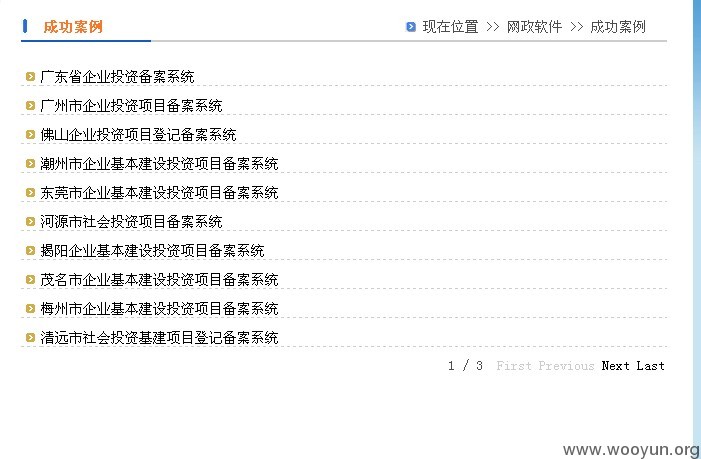 成功案例
现在位置 >> 网政软件 >> 成功案例
广东省企业投资备案系统
广州市企业投资项目备案系统
佛山企业投资项目登记备案系统
潮州市企业基本建设投资项目备案系统
东莞市企业基本建设投资项目备案系统
河源市社会投资项目备案系统
揭阳企业基本建设投资项目备案系统
茂名市企业基本建设投资项目备案系统
梅州市企业基本建设投资项目备案系统
清远市社会投资基建项目登记备案系统
1 / 3 First Previous Next Last
www.wooyun.org